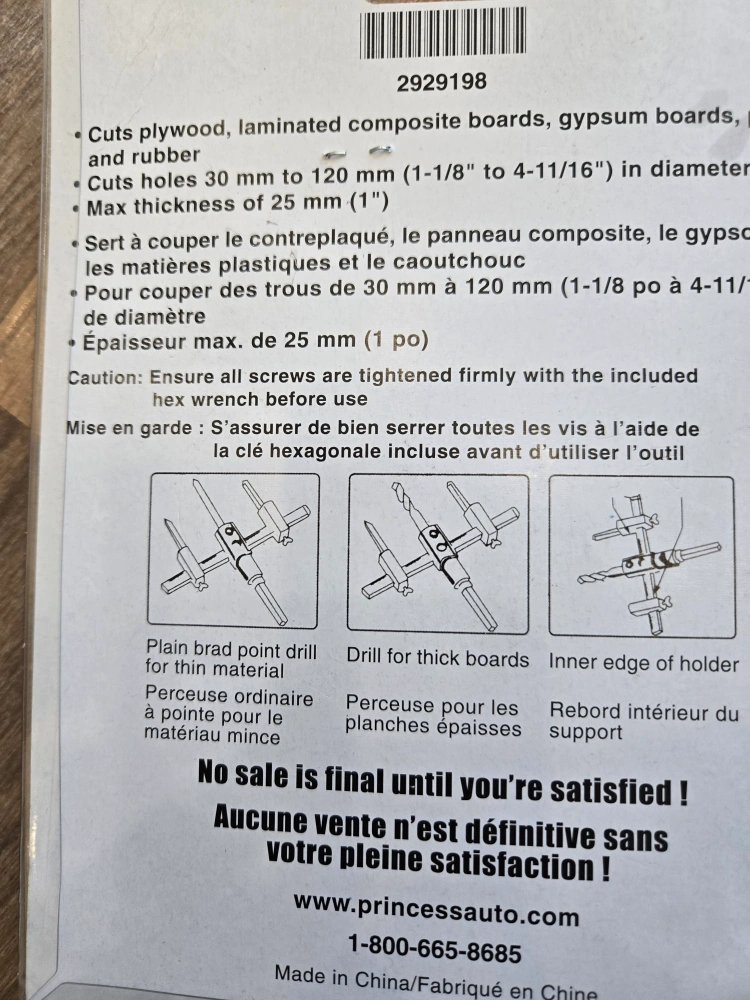 2929198
• Cuts plywood, laminated composite boards, gypsum boards,
and rubber
• Cuts holes 30 mm to 120 mm (1-1/8" to 4-11/16") in diameter
• Max thickness of 25 mm (1")
• Sert à couper le contreplaqué, le panneau composite, le
les matières plastiques et le caoutchouc
• Pour couper des trous de 30 mm à 120 mm (1-1/8 po à
de diamètre
• Épaisseur max. de 25 mm (1 po)
Caution: Ensure all screws are tightened firmly with the included
hex wrench before use
Mise en garde : S'assurer de bien serrer toutes les vis à l'aide de
la clé hexagonale incluse avant d'utiliser l'outil
Plain brad point drill
for thin material
Perceuse ordinaire
à pointe pour le
matériau mince
Drill for thick boards
Perceuse pour les
planches épaisses
Inner edge of holder
Rebord intérieur du
support
No sale is final until you're satisfied !
Aucune vente n'est définitive sans
votre pleine satisfaction !
www.princessauto.com
1-800-665-8685
Made in China/Fabriqué en Chine